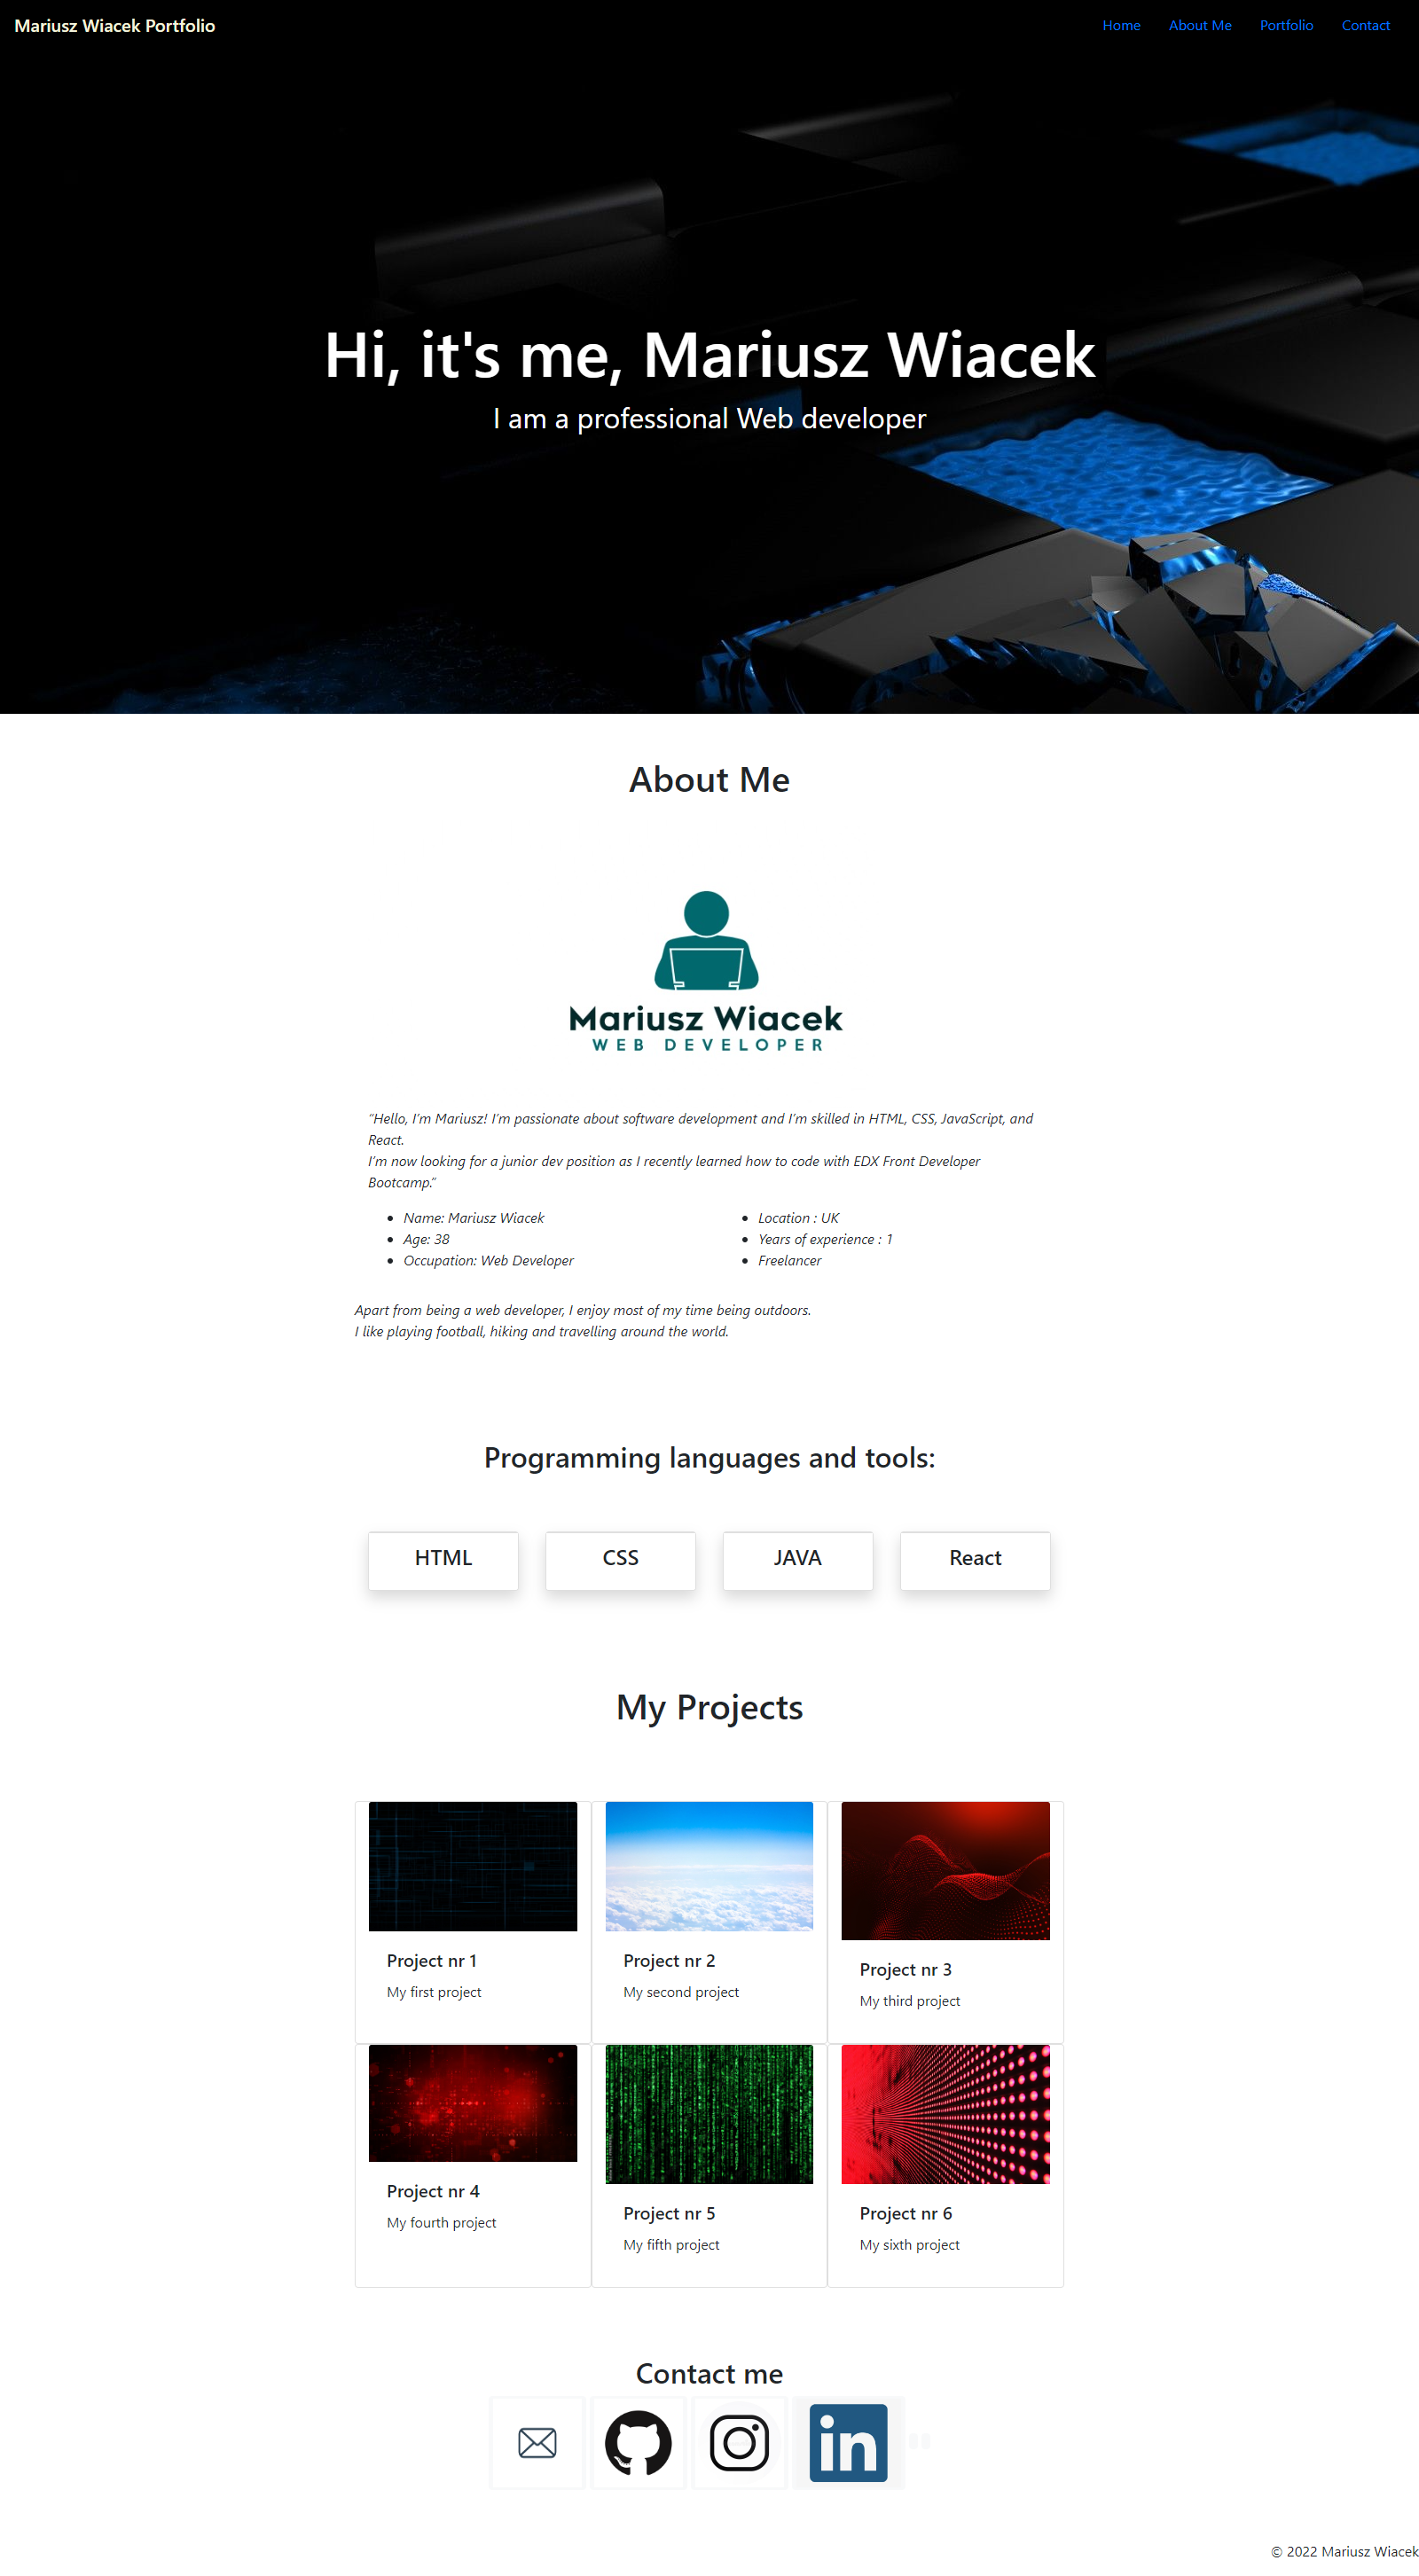 Mariusz Wiacek Portfolio
Home About Me Portfolio Contact
Hi, it's me, Mariusz Wiacek
I am a professional Web developer
About Me
Mariusz Wiacek
WEB DEVELOPER
"Hello, I'm Mariusz! I'm passionate about software development and I'm skilled in HTML, CSS, JavaScript, and
React.
I'm now looking for a junior dev position as I recently learned how to code with EDX Front Developer
Bootcamp."
• Name: Mariusz Wiacek
• Age: 38
• Occupation: Web Developer
• Location : UK
• Years of experience : 1
• Freelancer
Apart from being a web developer, I enjoy most of my time being outdoors.
I like playing football, hiking and travelling around the world.
Programming languages and tools:
HTML CSS JAVA React
My Projects
Project nr 1
My first project
Project nr 2
My second project
Project nr 3
My third project
Project nr 4
My fourth project
Project nr 5
My fifth project
Project nr 6
My sixth project
Contact me
in
© 2022 Mariusz Wiacek